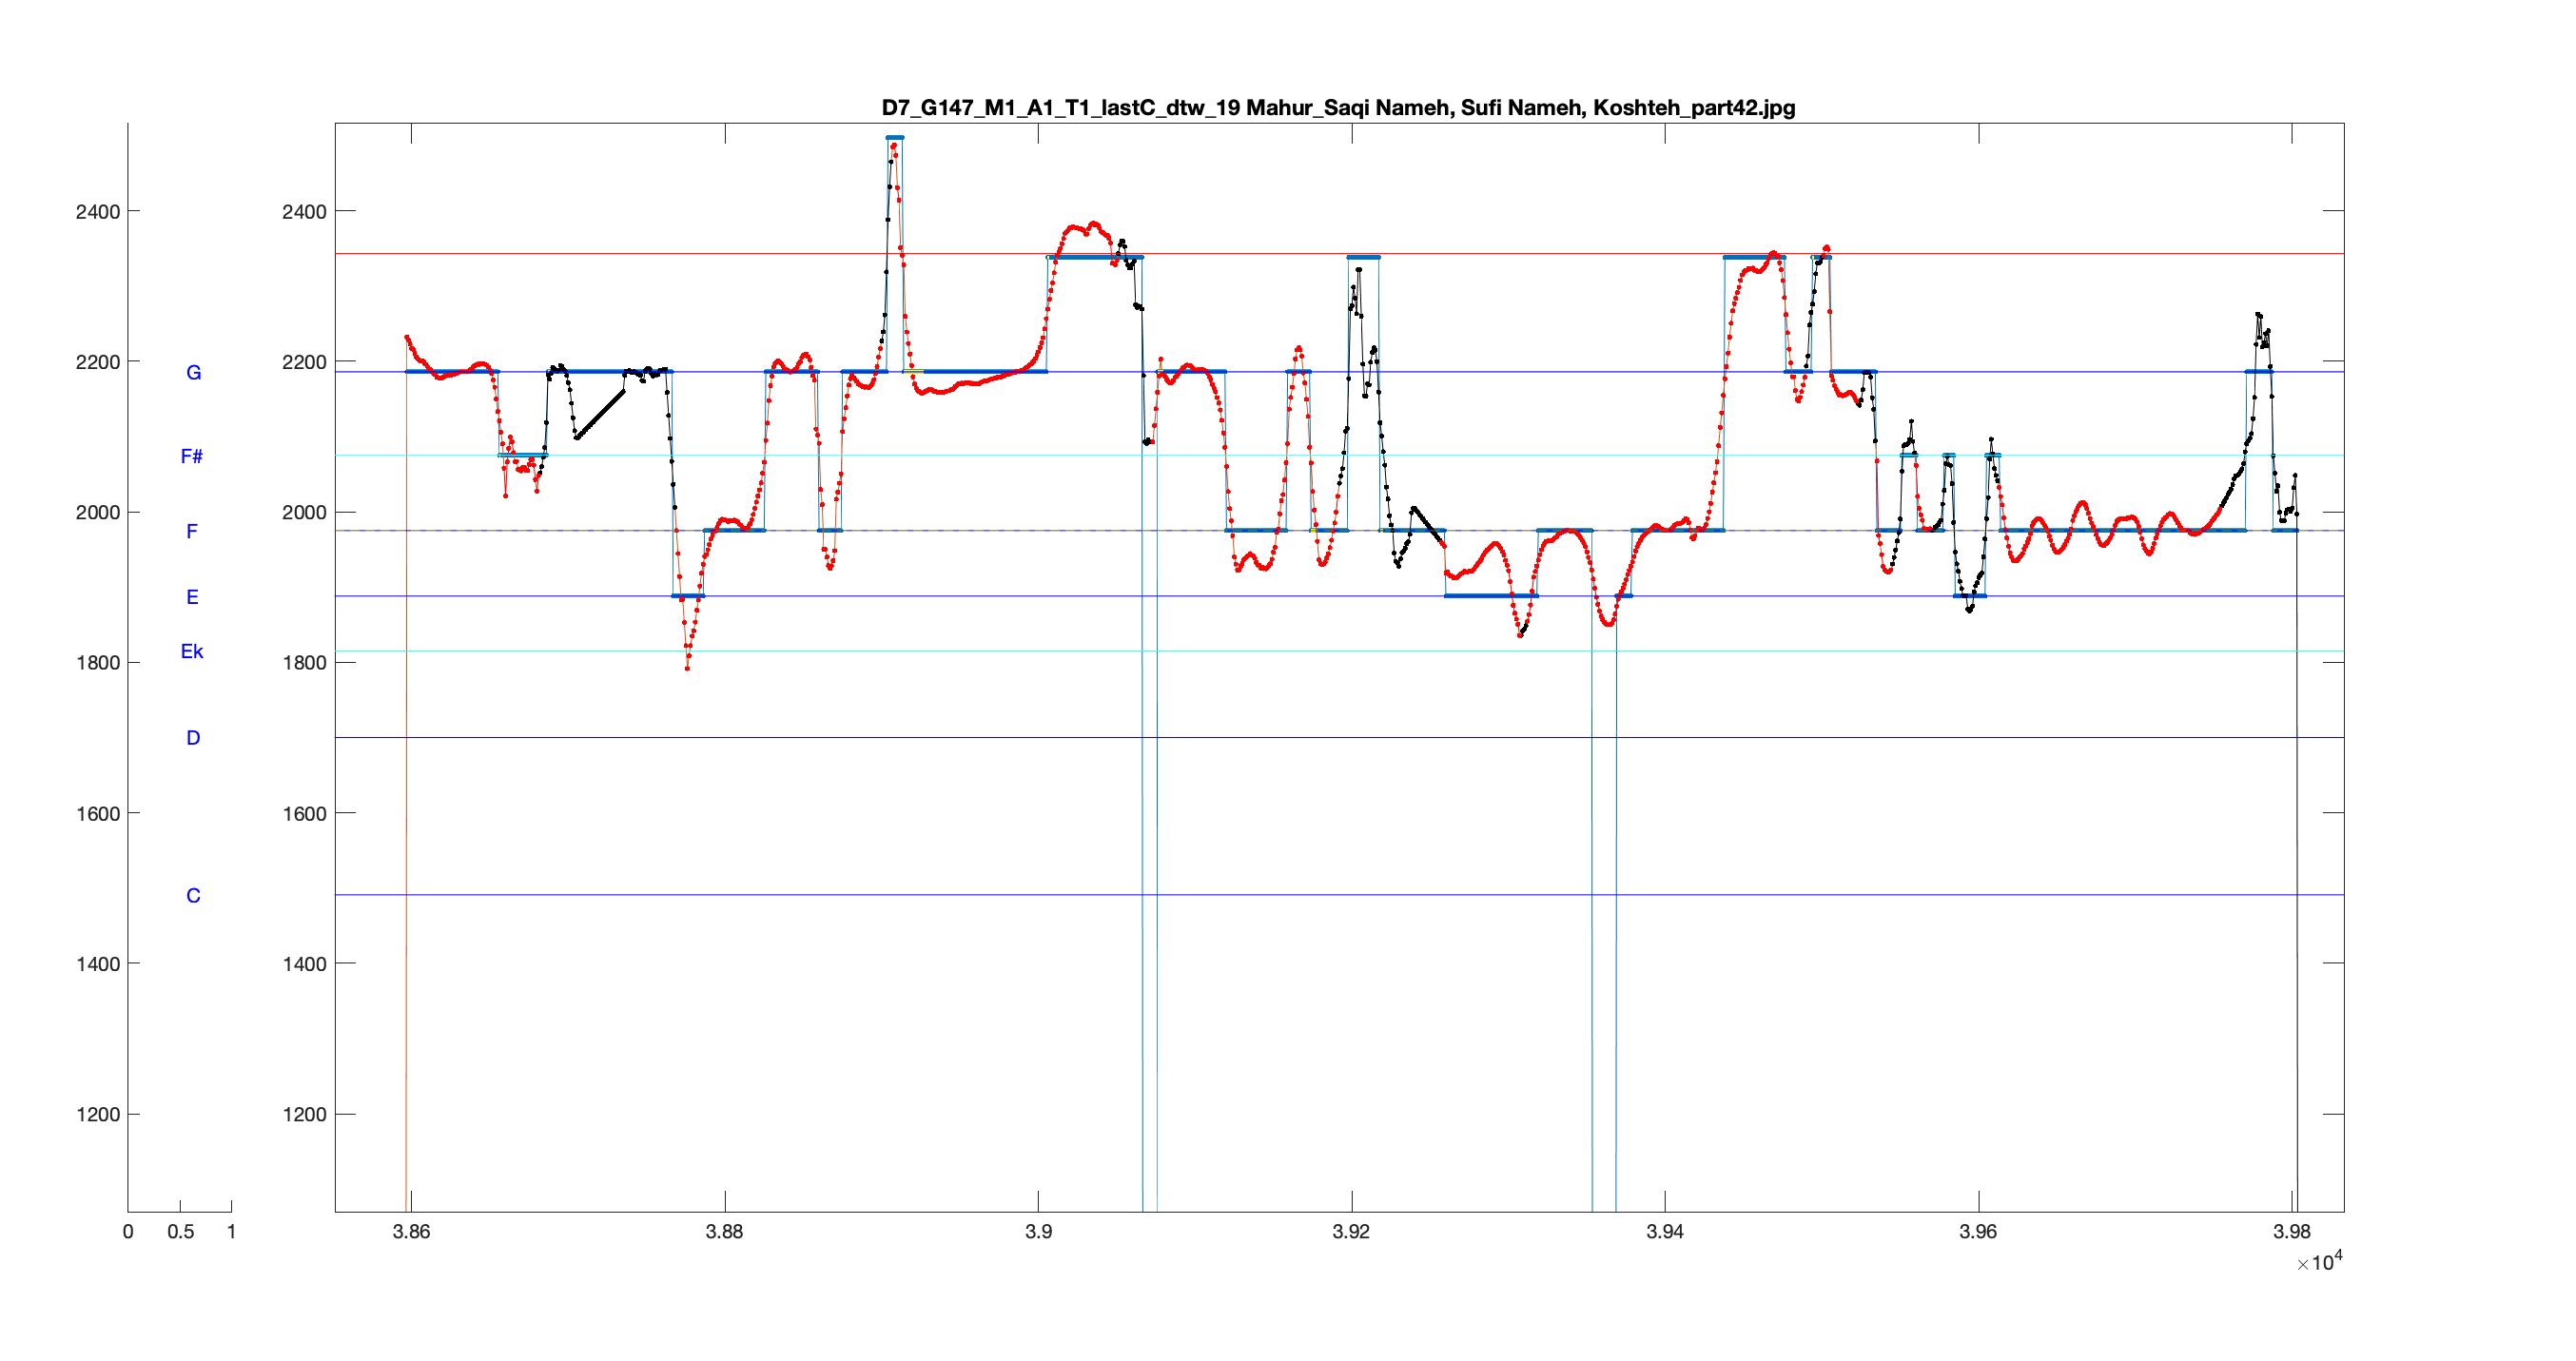 D7_G147_M1_A1_T1_lastC_dtw_19 Mahur_Saqi Nameh, Sufi Nameh, Koshteh_part42.jpg
2400 2400
2200 G 2200
F#
2000 2000
F
E
Ek
1800 1800
D
1600 1600
C
1400 1400
1200 1200
0 0.5 1 3.86 3.88 3.9 3.92 3.94 3.96 3.98
×10^4